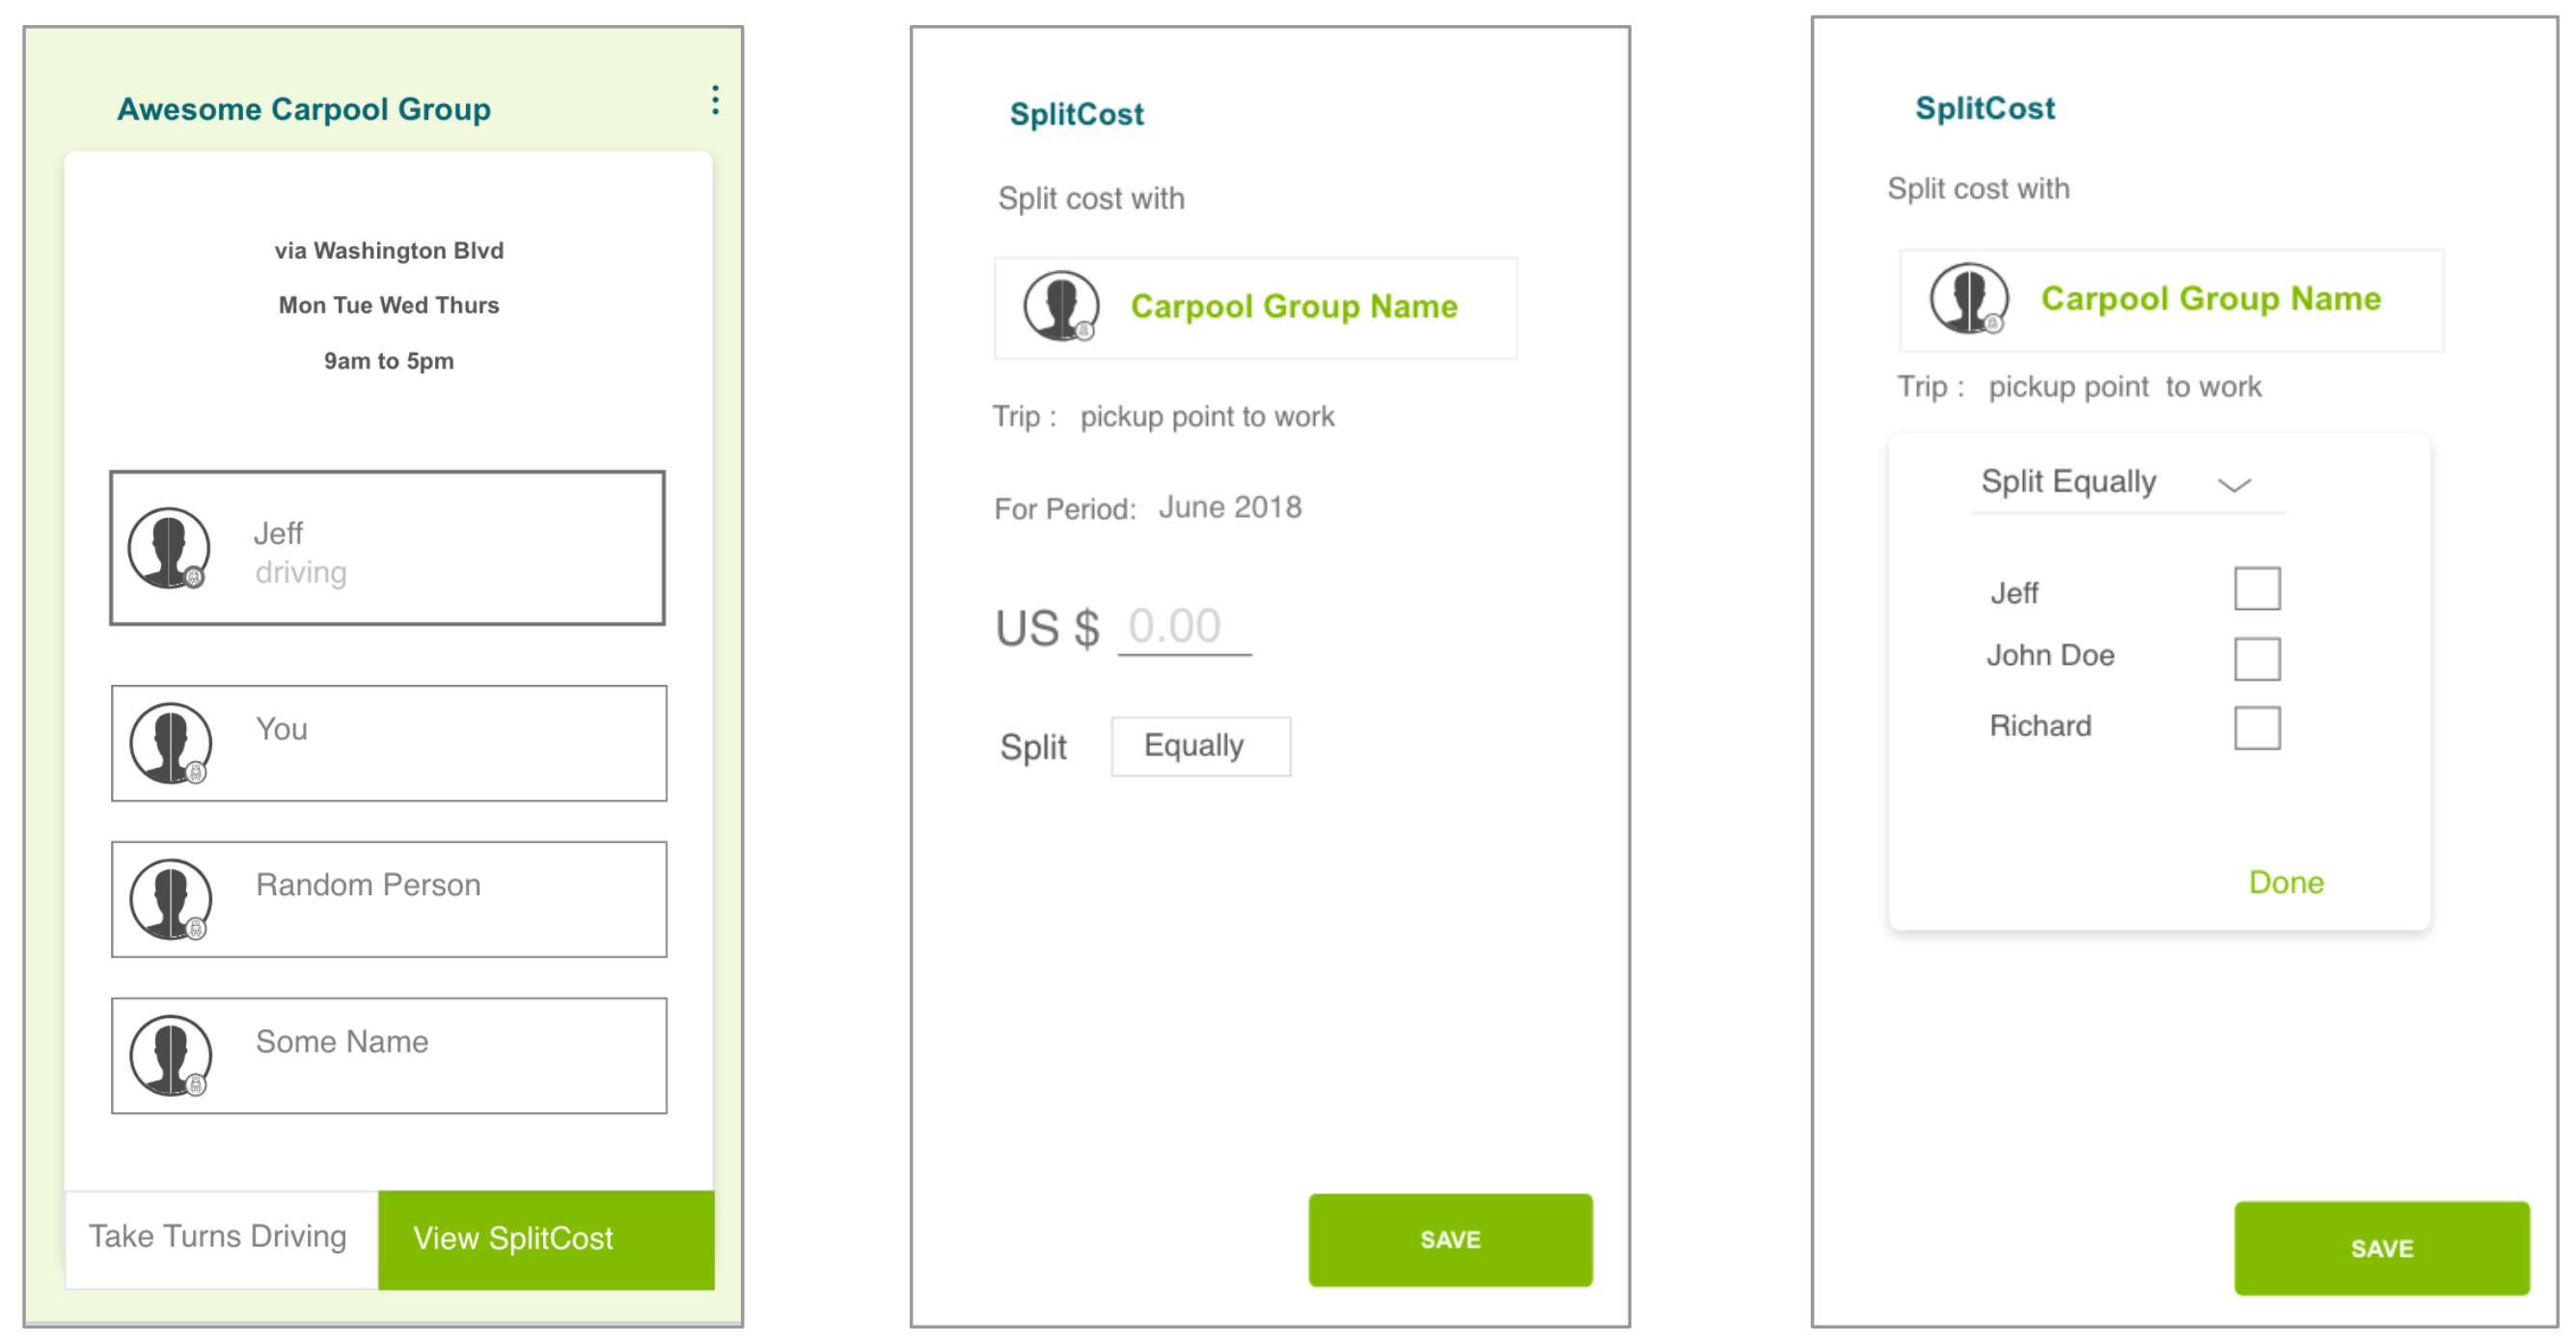 Awesome Carpool Group
via Washington Blvd
Mon Tue Wed Thurs
9am to 5pm
Jeff
driving
You
Random Person
Some Name
Take Turns Driving
View SplitCost
SplitCost
Split cost with
Carpool Group Name
Trip : pickup point to work
For Period: June 2018
US $ 0.00
Split Equally
SAVE
SplitCost
Split cost with
Carpool Group Name
Trip : pickup point to work
Split Equally
Jeff
John Doe
Richard
Done
SAVE